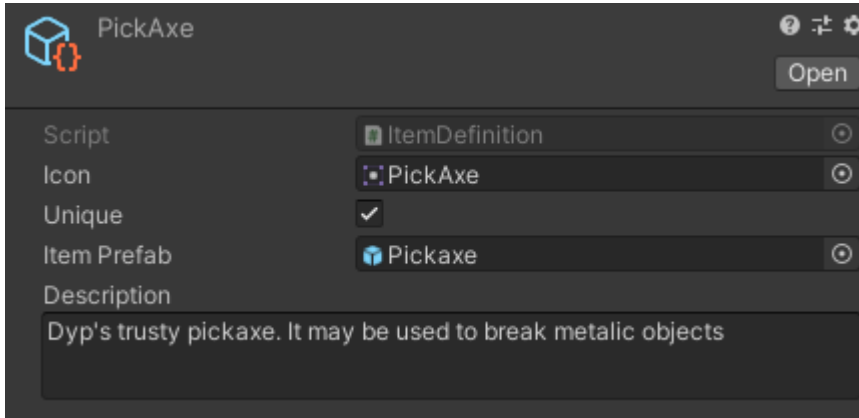 PickAxe
Open
Script ItemDefinition
Icon PickAxe
Unique
Item Prefab Pickaxe
Description
Dyp's trusty pickaxe. It may be used to break metalic objects